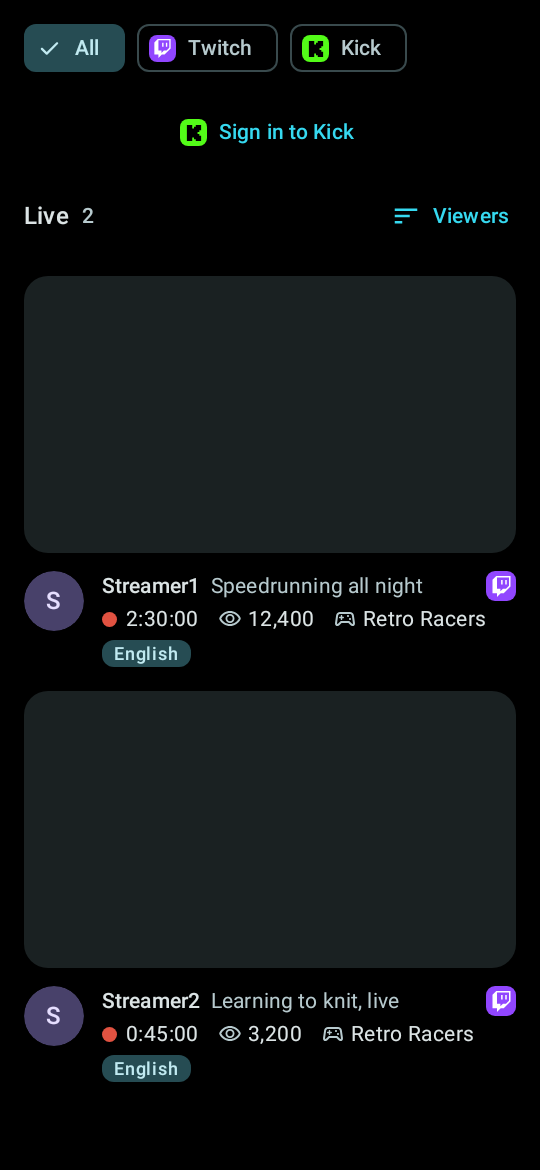 All Twitch Kick
Sign in to Kick
Live 2 Viewers
S
Streamer1 Speedrunning all night
2:30:00 12,400 Retro Racers
English
S
Streamer2 Learning to knit, live
0:45:00 3,200 Retro Racers
English